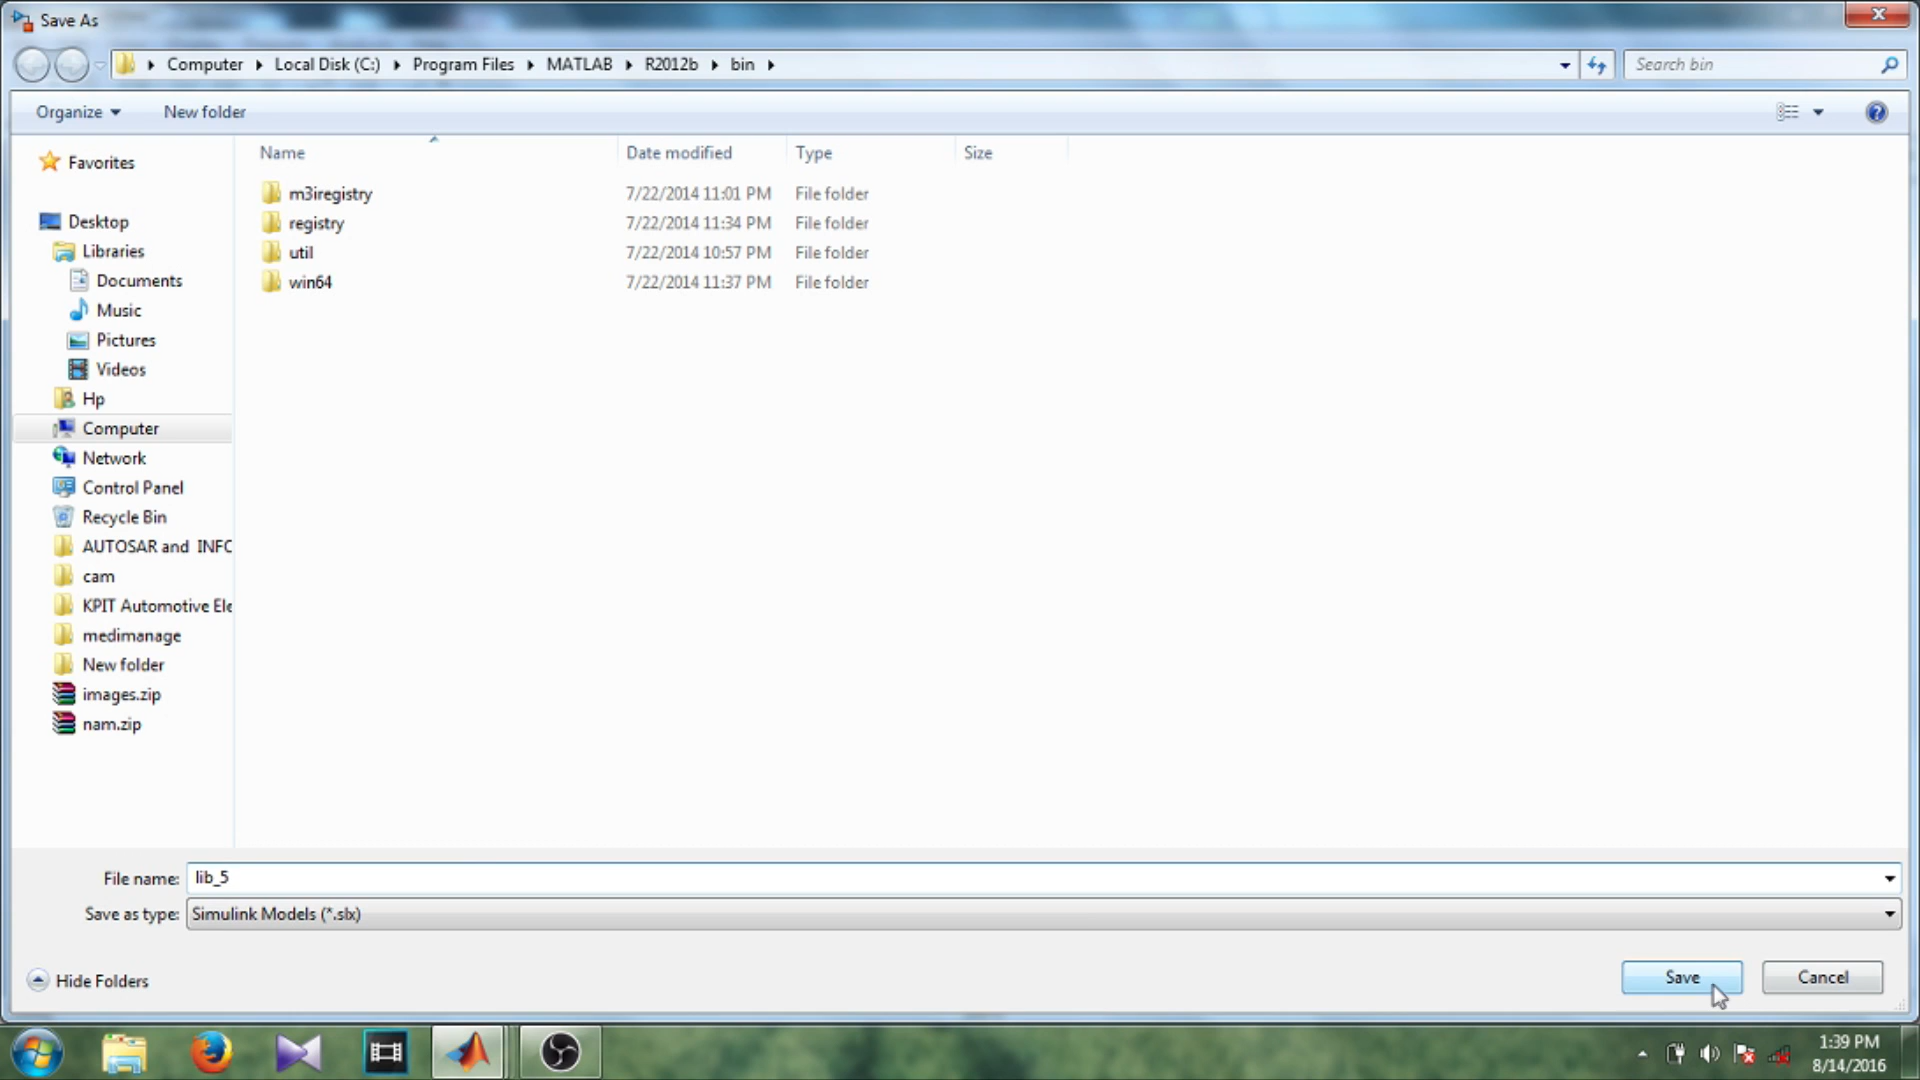 Save As
Computer Local Disk (C:) Program Files MATLAB R2012b bin
Search bin
Organize New folder
Name Date modified Type Size
Favorites
Desktop
Libraries
Documents
Music
Pictures
Videos
Hp
Computer
Network
Control Panel
Recycle Bin
AUTOSAR and INFO
cam
KPIT Automotive Ele
medimanage
New folder
images.zip
nam.zip
m3iregistry 7/22/2014 11:01 PM File folder
registry 7/22/2014 11:34 PM File folder
util 7/22/2014 10:57 PM File folder
win64 7/22/2014 11:37 PM File folder
File name: lib_5
Save as type: Simulink Models (*.slx)
Hide Folders
Save Cancel
1:39 PM
8/14/2016